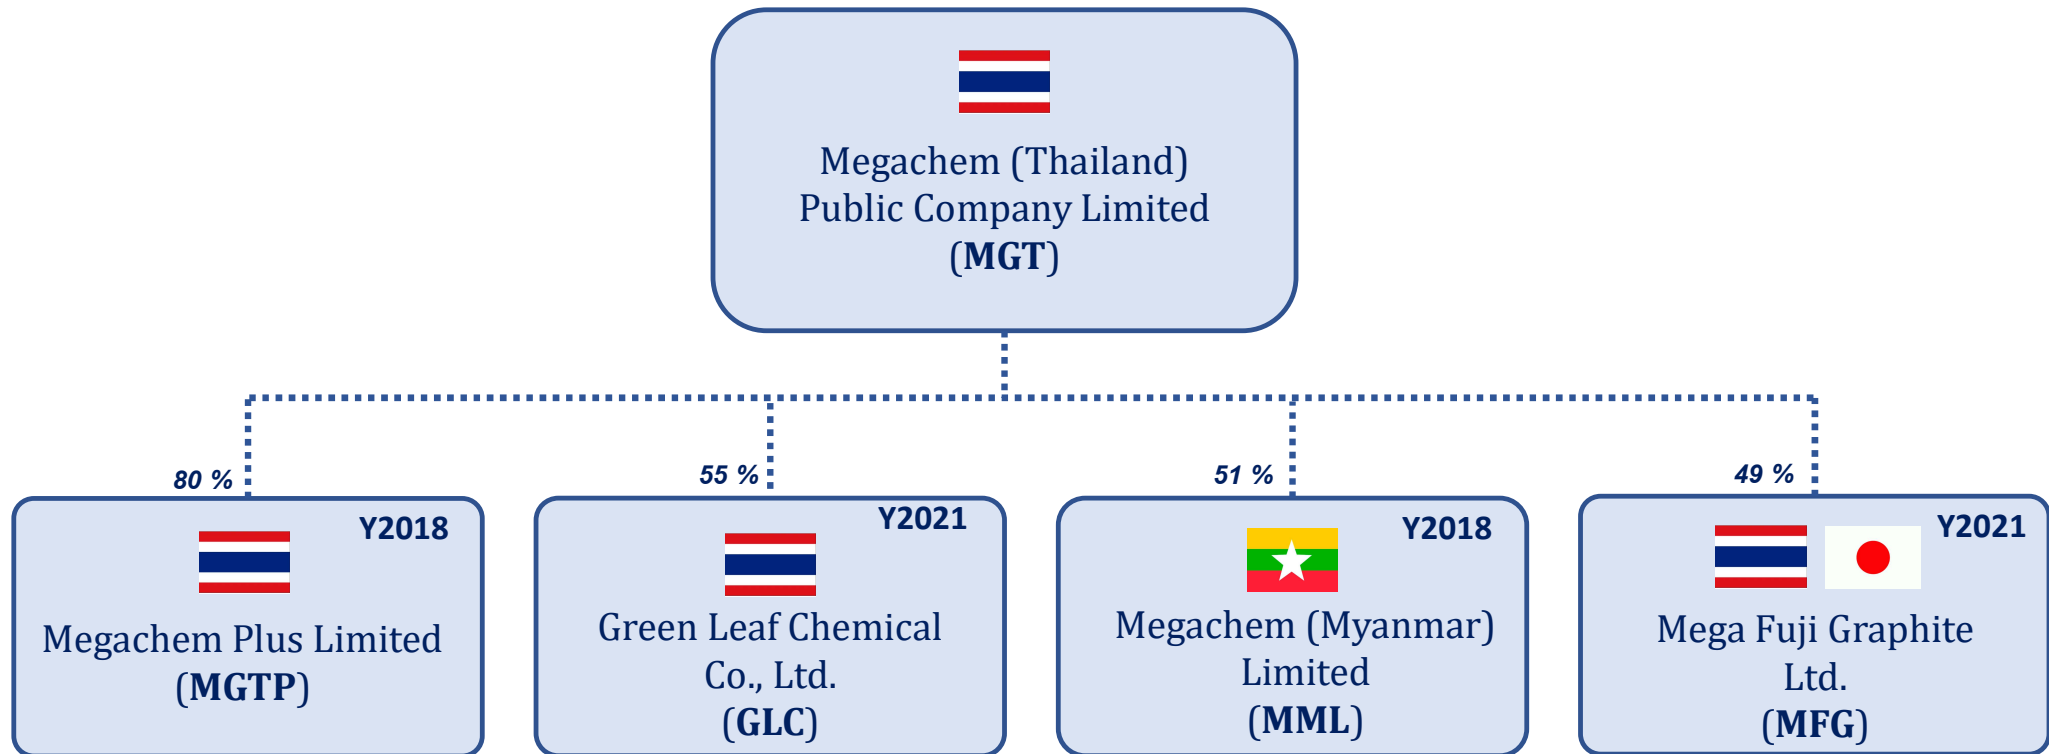 Megachem (Thailand)
Public Company Limited
(MGT)
80 %
55 %
51 %
49 %
Y2018
Megachem Plus Limited
(MGTP)
Y2021
Green Leaf Chemical
Co., Ltd.
(GLC)
Y2018
Megachem (Myanmar)
Limited
(MML)
Y2021
Mega Fuji Graphite
Ltd.
(MFG)